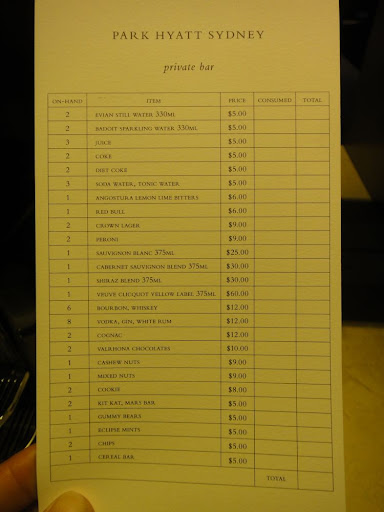 PARK HYATT SYDNEY
private bar
ON-HAND ITEM PRICE CONSUMED TOTAL
2 EVIAN STILL WATER 330ML $5.00
2 BADOIT SPARKLING WATER 330ML $5.00
3 JUICE $5.00
2 COKE $5.00
2 DIET COKE $5.00
3 SODA WATER, TONIC WATER $5.00
1 ANGOSTURA LEMON LIME BITTERS $6.00
1 RED BULL $6.00
2 CROWN LAGER $9.00
2 PERONI $9.00
1 SAUVIGNON BLANC 375ML $25.00
1 CABERNET SAUVIGNON BLEND 375ML $30.00
1 SHIRAZ BLEND 375ML $30.00
1 VEUVE CLICQUOT YELLOW LABEL 375ML $60.00
6 BOURBON, WHISKEY $12.00
8 VODKA, GIN, WHITE RUM $12.00
2 COGNAC $12.00
2 VALRHONA CHOCOLATES $10.00
1 CASHEW NUTS $9.00
1 MIXED NUTS $9.00
2 COOKIE $8.00
2 KIT KAT, MARS BAR $5.00
1 GUMMY BEARS $5.00
1 ECLIPSE MINTS $5.00
2 CHIPS $5.00
1 CEREAL BAR $5.00
TOTAL